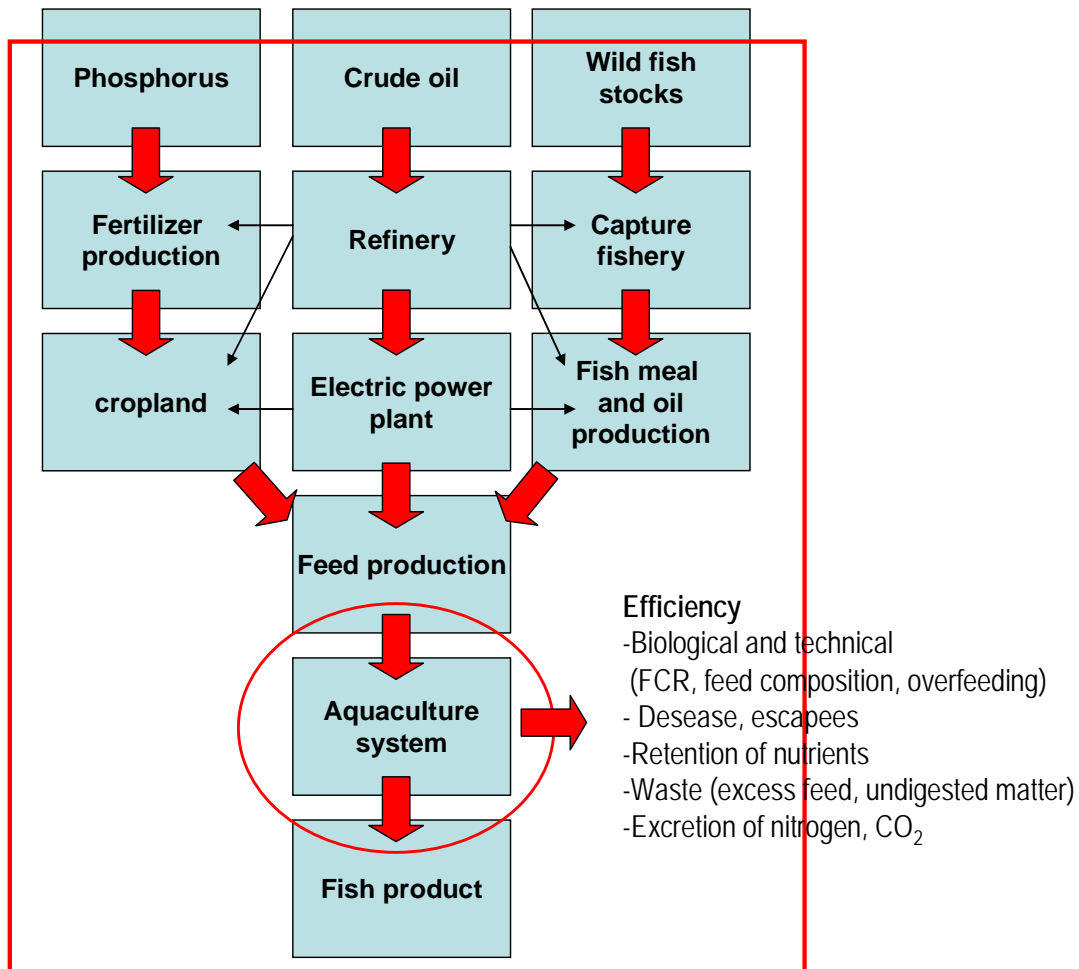 Phosphorus
Crude oil
Wild fish
stocks
Fertilizer
production
Refinery
Capture
fishery
cropland
Electric power
plant
Fish meal
and oil
production
Feed production
Aquaculture
system
Fish product
Efficiency
-Biological and technical
(FCR, feed composition, overfeeding)
- Desease, escapees
-Retention of nutrients
-Waste (excess feed, undigested matter)
-Excretion of nitrogen, CO₂